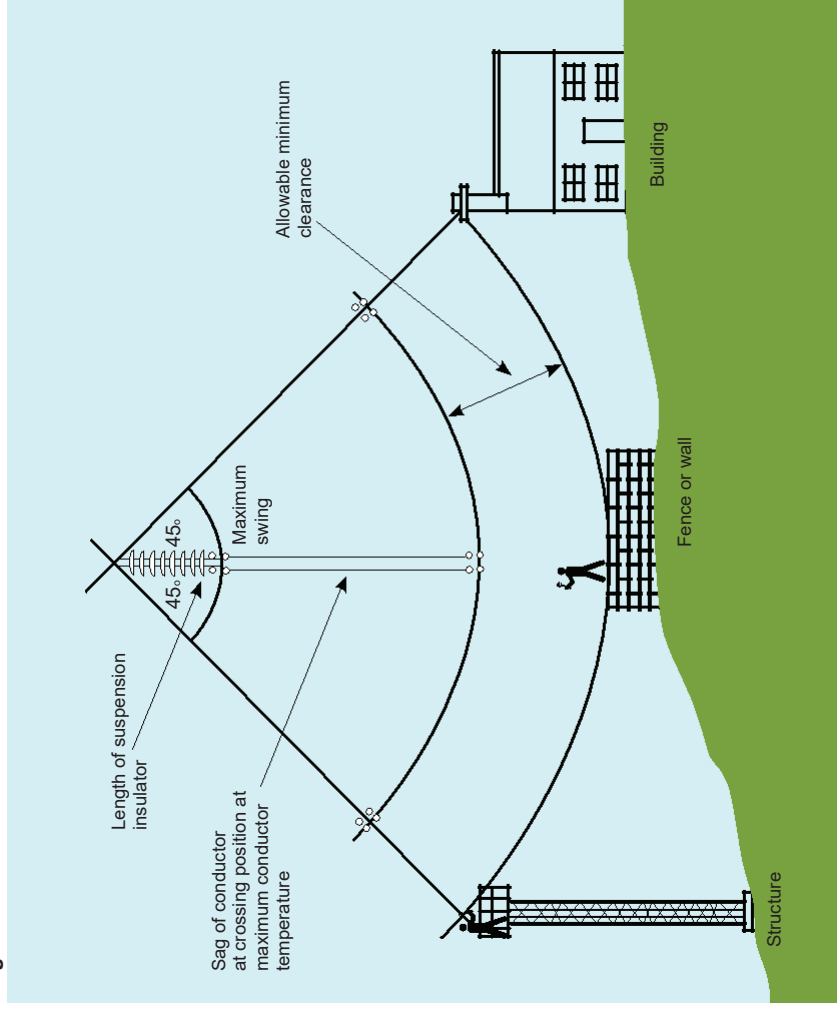 Length of suspension
insulator
45°
45°
Maximum
swing
Allowable minimum
clearance
Sag of conductor
at crossing position at
maximum conductor
temperature
Structure
Fence or wall
Building